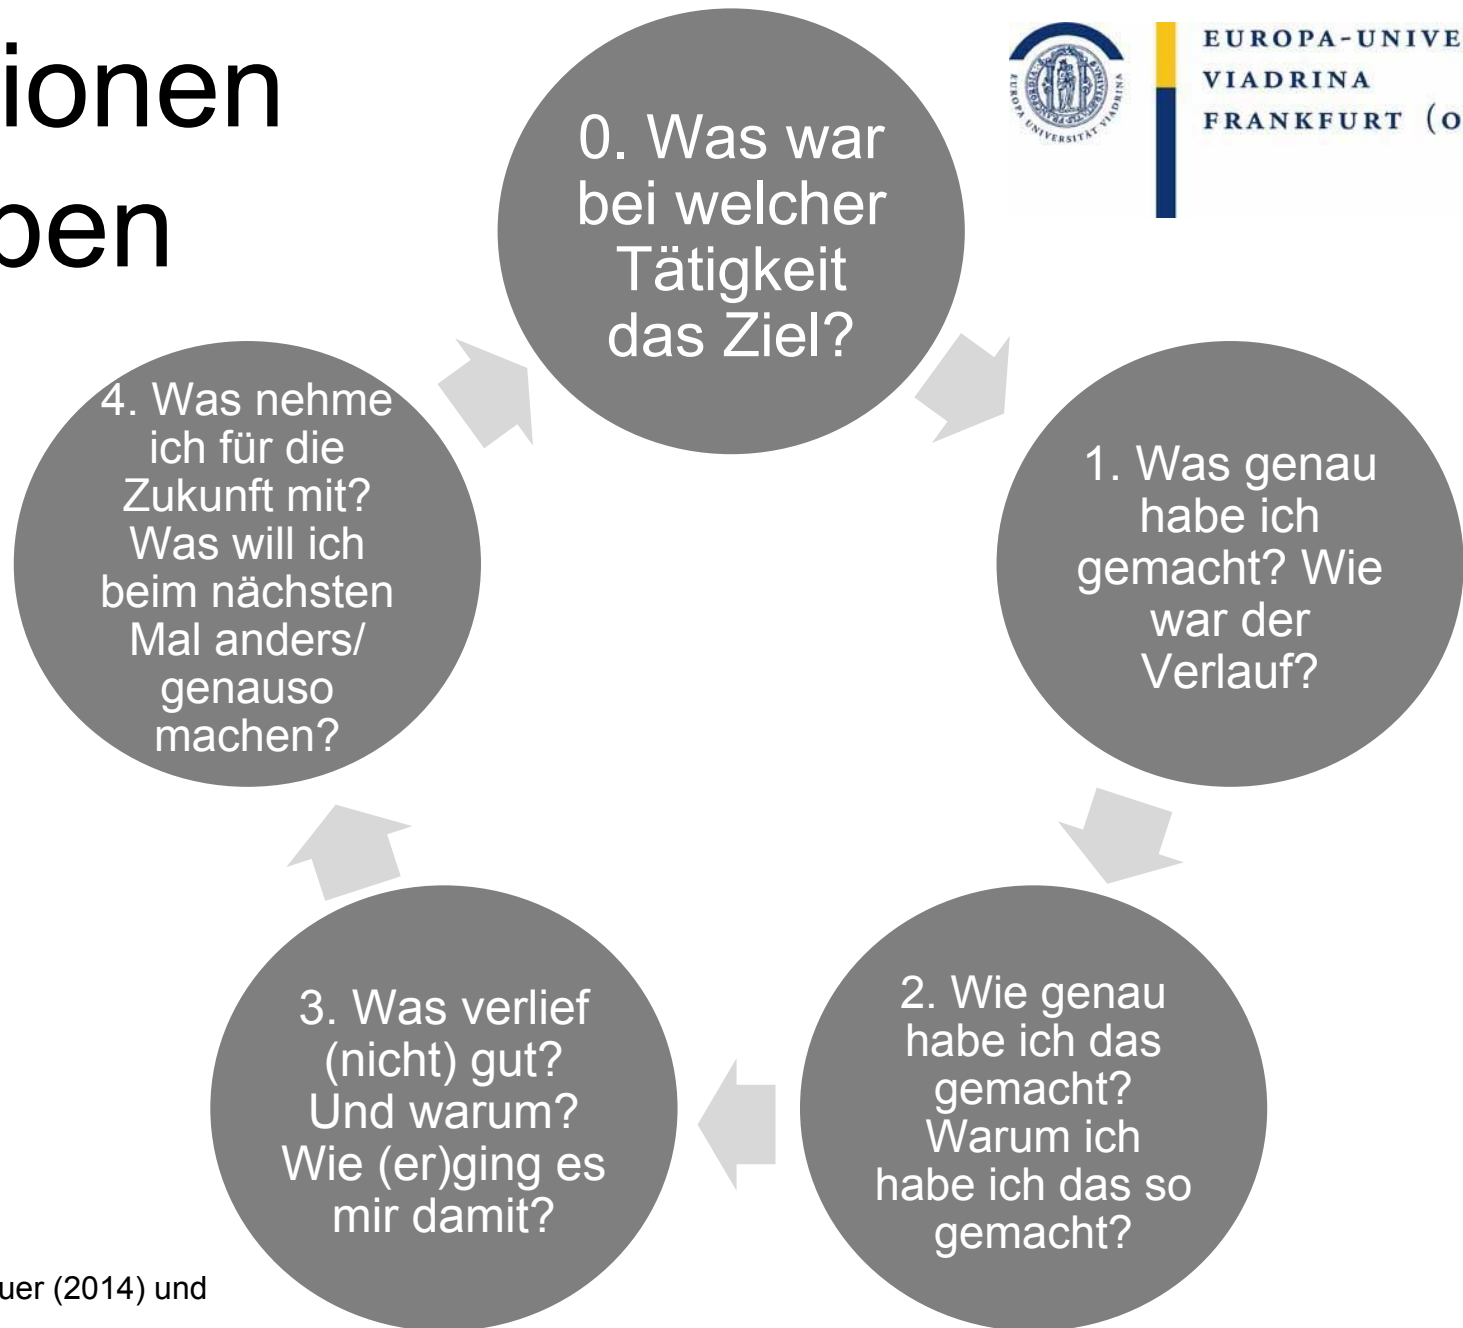 ionen
ben
EUROPA-UNIVE
VIADRINA
FRANKFURT (O
EUROPA UNIVERSITÄT VIADRINA
0. Was war
bei welcher
Tätigkeit
das Ziel?
1. Was genau
habe ich
gemacht? Wie
war der
Verlauf?
2. Wie genau
habe ich das
gemacht?
Warum ich
habe ich das so
gemacht?
3. Was verlief
(nicht) gut?
Und warum?
Wie (er)ging es
mir damit?
4. Was nehme
ich für die
Zukunft mit?
Was will ich
beim nächsten
Mal anders/
genauso
machen?
uer (2014) und